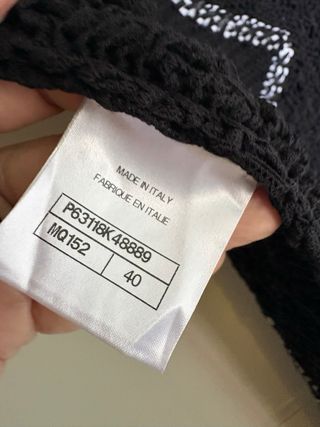 MADE IN ITALY
FABRIQUE EN ITALIE
P63118K48889
MQ152 40